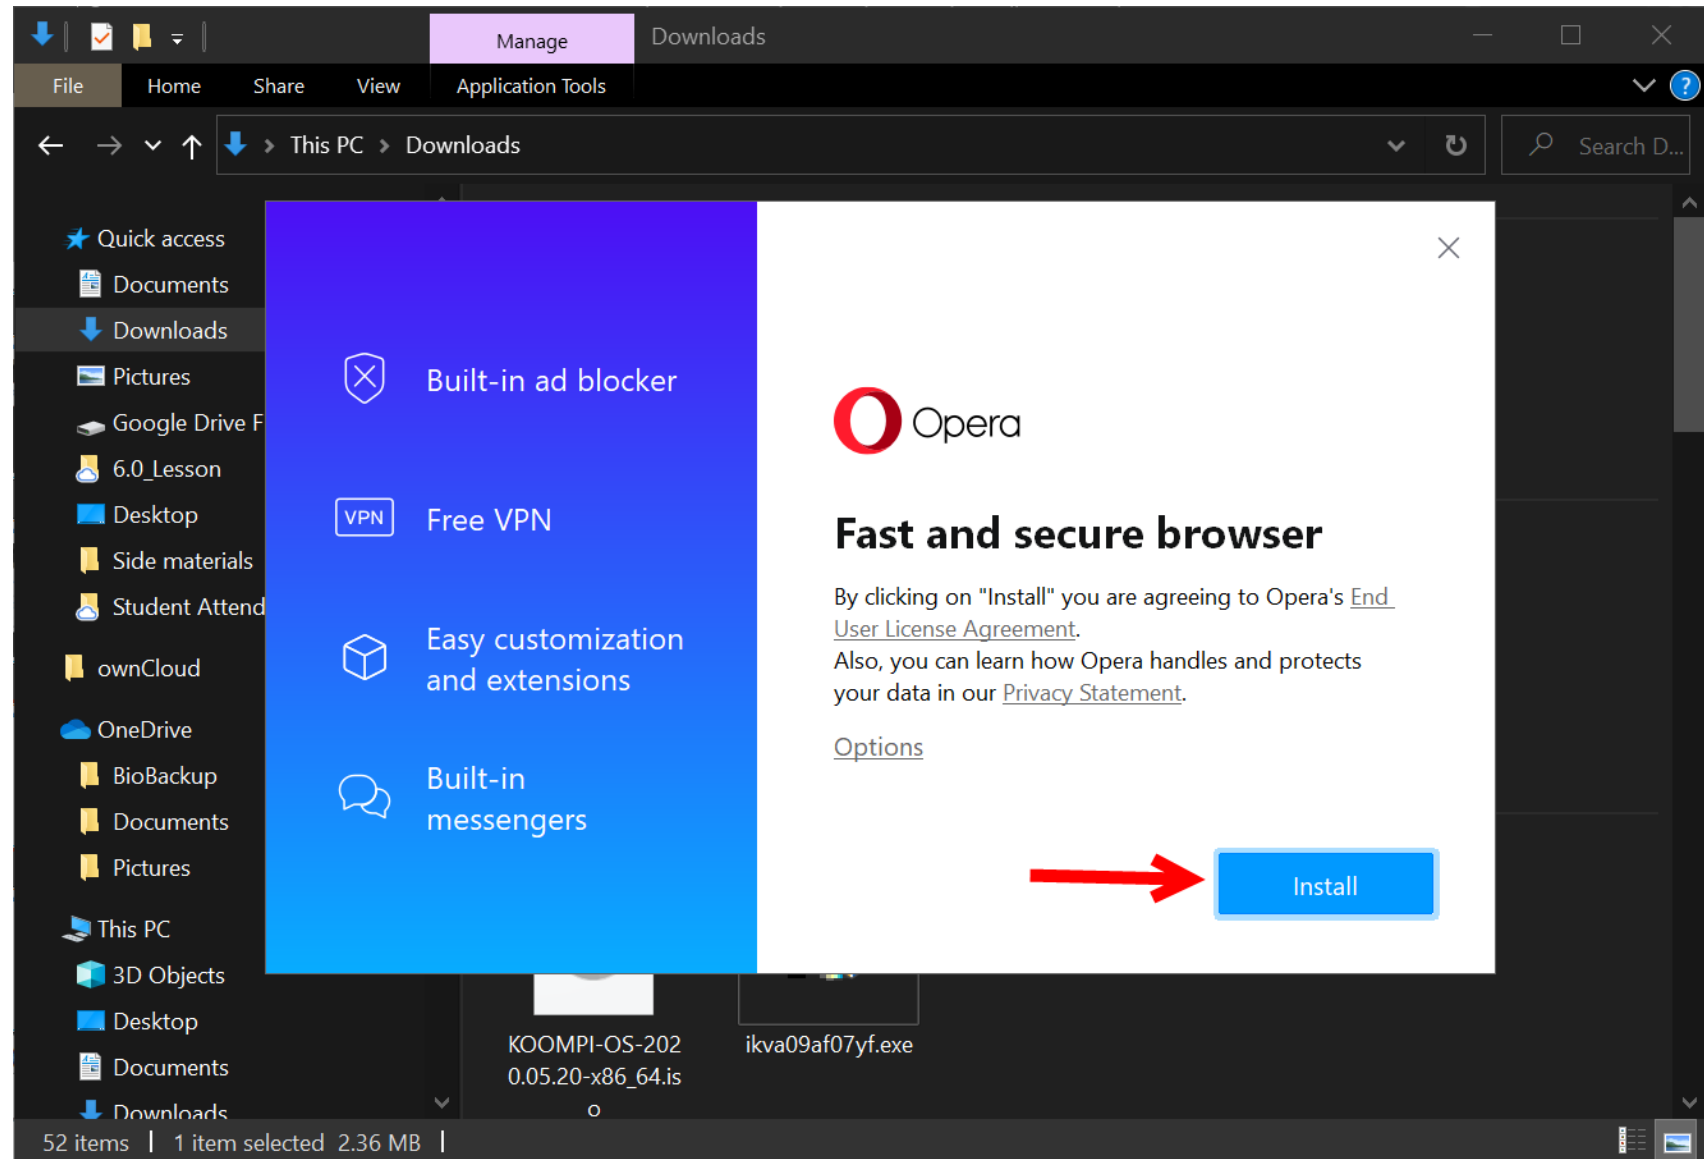 Manage
Downloads
File
Home
Share
View
Application Tools
?
This PC
Downloads
Search D...
Quick access
Documents
Downloads
Pictures
Google Drive F
6.0_Lesson
Desktop
Side materials
Student Attend
ownCloud
OneDrive
BioBackup
Documents
Pictures
This PC
3D Objects
Desktop
Documents
Downloads
Built-in ad blocker
VPN
Free VPN
Easy customization
and extensions
Built-in
messengers
Opera
Fast and secure browser
By clicking on "Install" you are agreeing to Opera's End
User License Agreement.
Also, you can learn how Opera handles and protects
your data in our Privacy Statement.
Options
Install
KOOMPI-OS-202
0.05.20-x86_64.is
o
ikva09af07yf.exe
52 items
1 item selected 2.36 MB